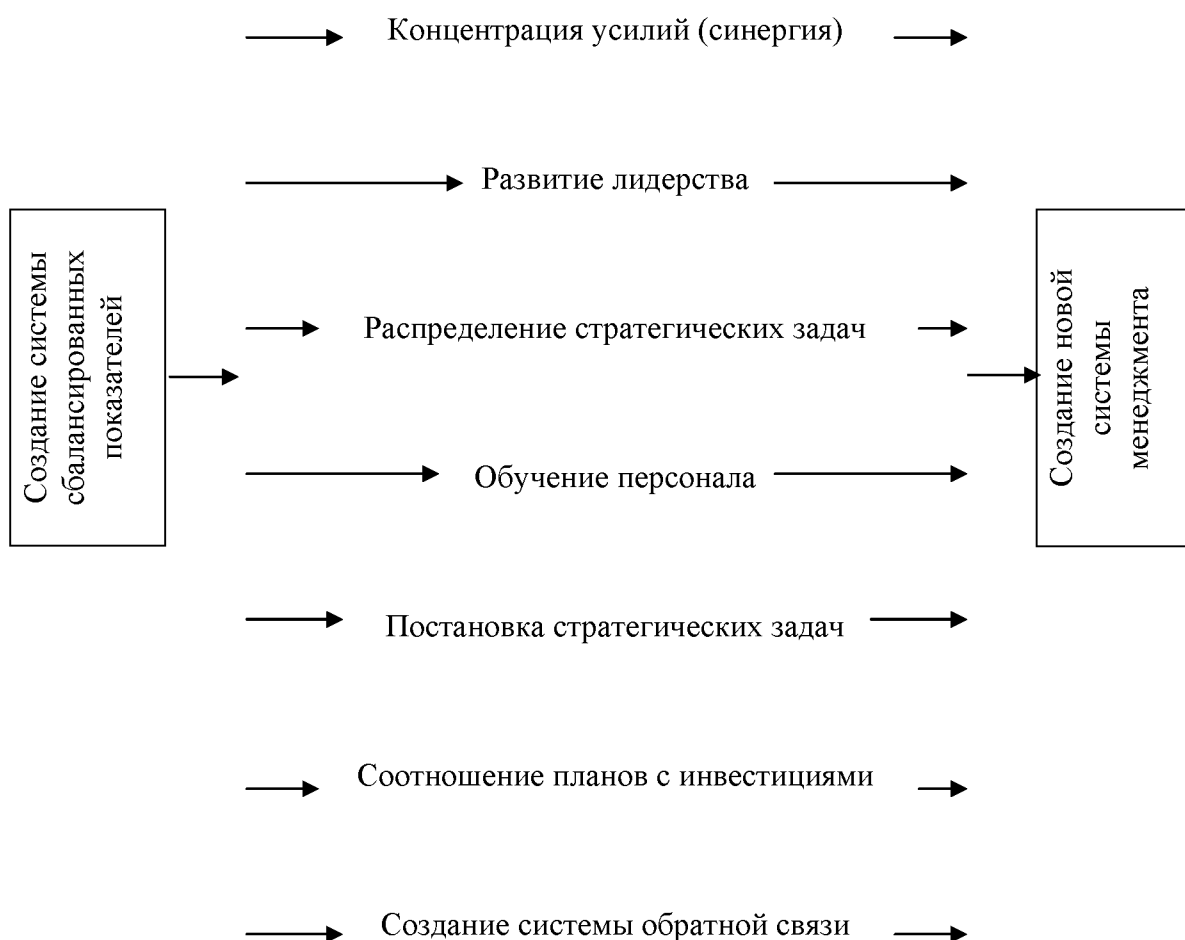 Концентрация усилий (синергия)
Развитие лидерства
Создание системы
сбалансированных
показателей
Распределение стратегических задач
Создание новой
системы
менеджмента
Обучение персонала
Постановка стратегических задач
Соотношение планов с инвестициями
Создание системы обратной связи